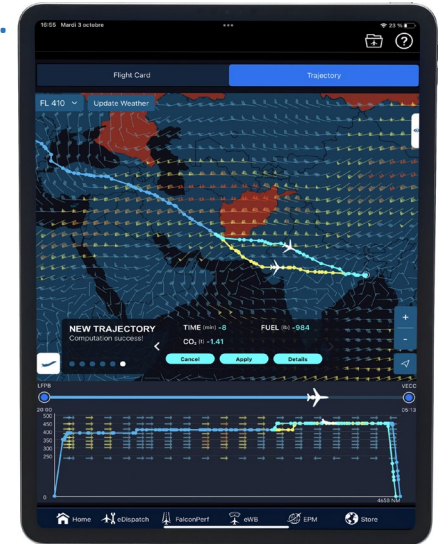 16:55 Mardi 3 octobre
23 %
?
Flight Card
Trajectory
FL 410
Update Weather
NEW TRAJECTORY
Computation success!
TIME (min) -8
FUEL (lb) -984
CO₂ (t) -1.41
Cancel
Apply
Details
+
-
LFPB
VECC
20:00
05:13
500
450
400
350
300
250
0
4658 NM
Home
eDispatch
FalconPerf
eWB
EPM
Store